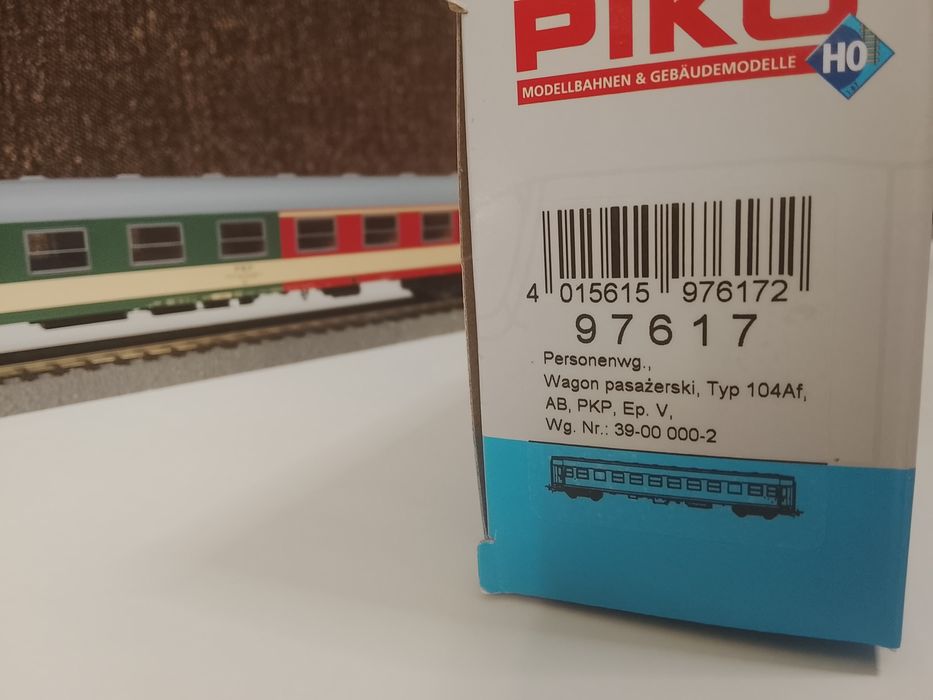 PIKO
MODELLBAHNEN & GEBÄUDEMODELLE
H0
4 015615 976172
97617
Personenwg.,
Wagon pasażerski, Typ 104Af,
AB, PKP, Ep. V,
Wg. Nr.: 39-00 000-2